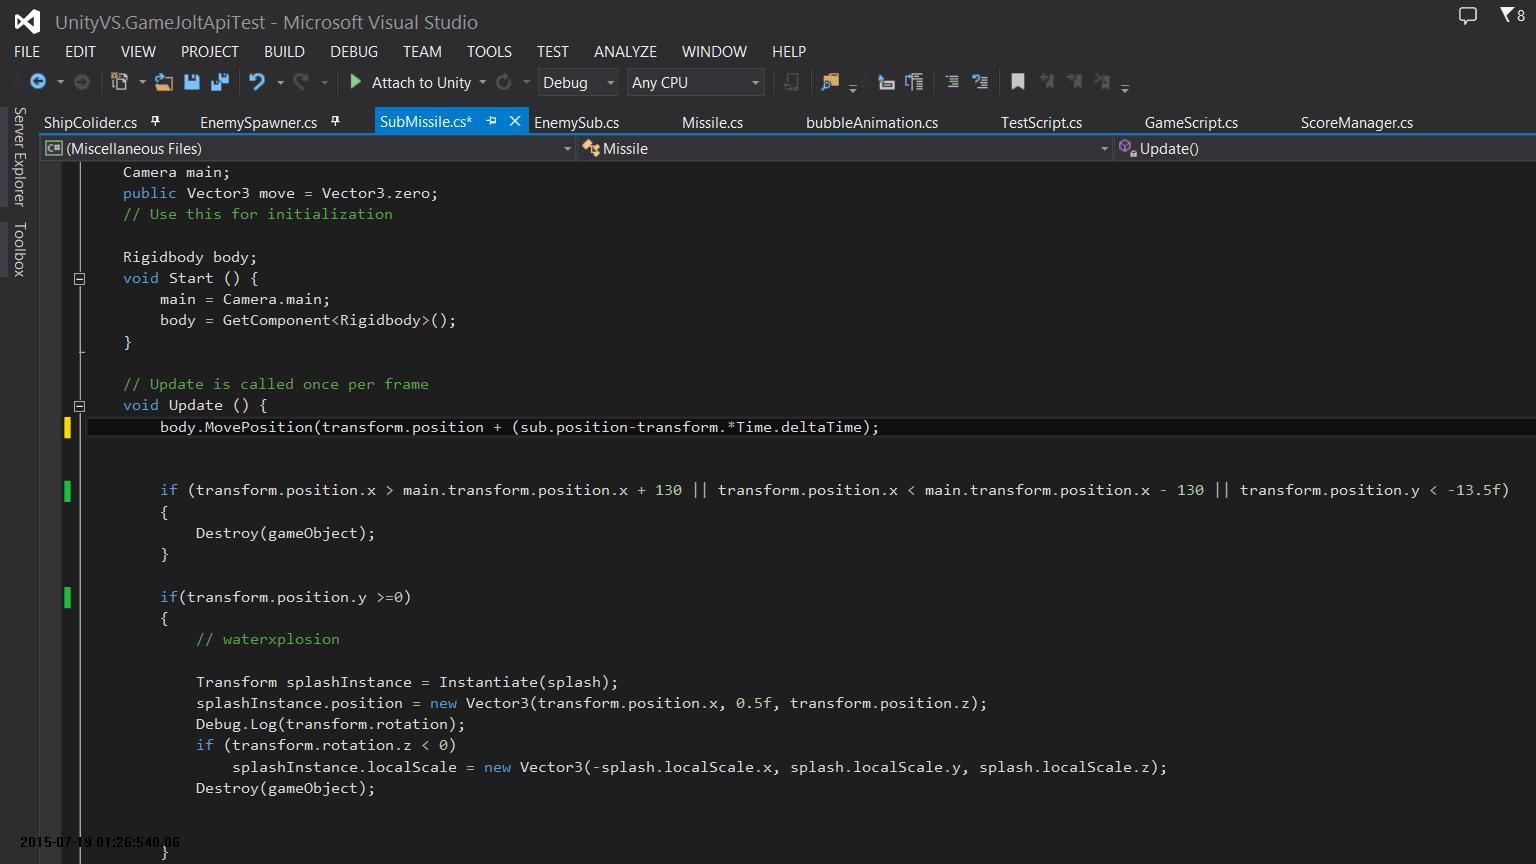 UnityVS.GameJoltApiTest - Microsoft Visual Studio
8
FILE EDIT VIEW PROJECT BUILD DEBUG TEAM TOOLS TEST ANALYZE WINDOW HELP
Attach to Unity Debug Any CPU
Server Explorer
Toolbox
ShipColider.cs EnemySpawner.cs SubMissile.cs* EnemySub.cs Missile.cs bubbleAnimation.cs TestScript.cs GameScript.cs ScoreManager.cs
C# (Miscellaneous Files) Missile Update()
Camera main;
public Vector3 move = Vector3.zero;
// Use this for initialization
Rigidbody body;
void Start () {
main = Camera.main;
body = GetComponent<Rigidbody>();
}
// Update is called once per frame
void Update () {
body.MovePosition(transform.position + (sub.position-transform.*Time.deltaTime);
if (transform.position.x > main.transform.position.x + 130 || transform.position.x < main.transform.position.x - 130 || transform.position.y < -13.5f)
{
Destroy(gameObject);
}
if(transform.position.y >=0)
{
// waterxplosion
Transform splashInstance = Instantiate(splash);
splashInstance.position = new Vector3(transform.position.x, 0.5f, transform.position.z);
Debug.Log(transform.rotation);
if (transform.rotation.z < 0)
splashInstance.localScale = new Vector3(-splash.localScale.x, splash.localScale.y, splash.localScale.z);
Destroy(gameObject);
2015-07-19 01:26:540.06
}